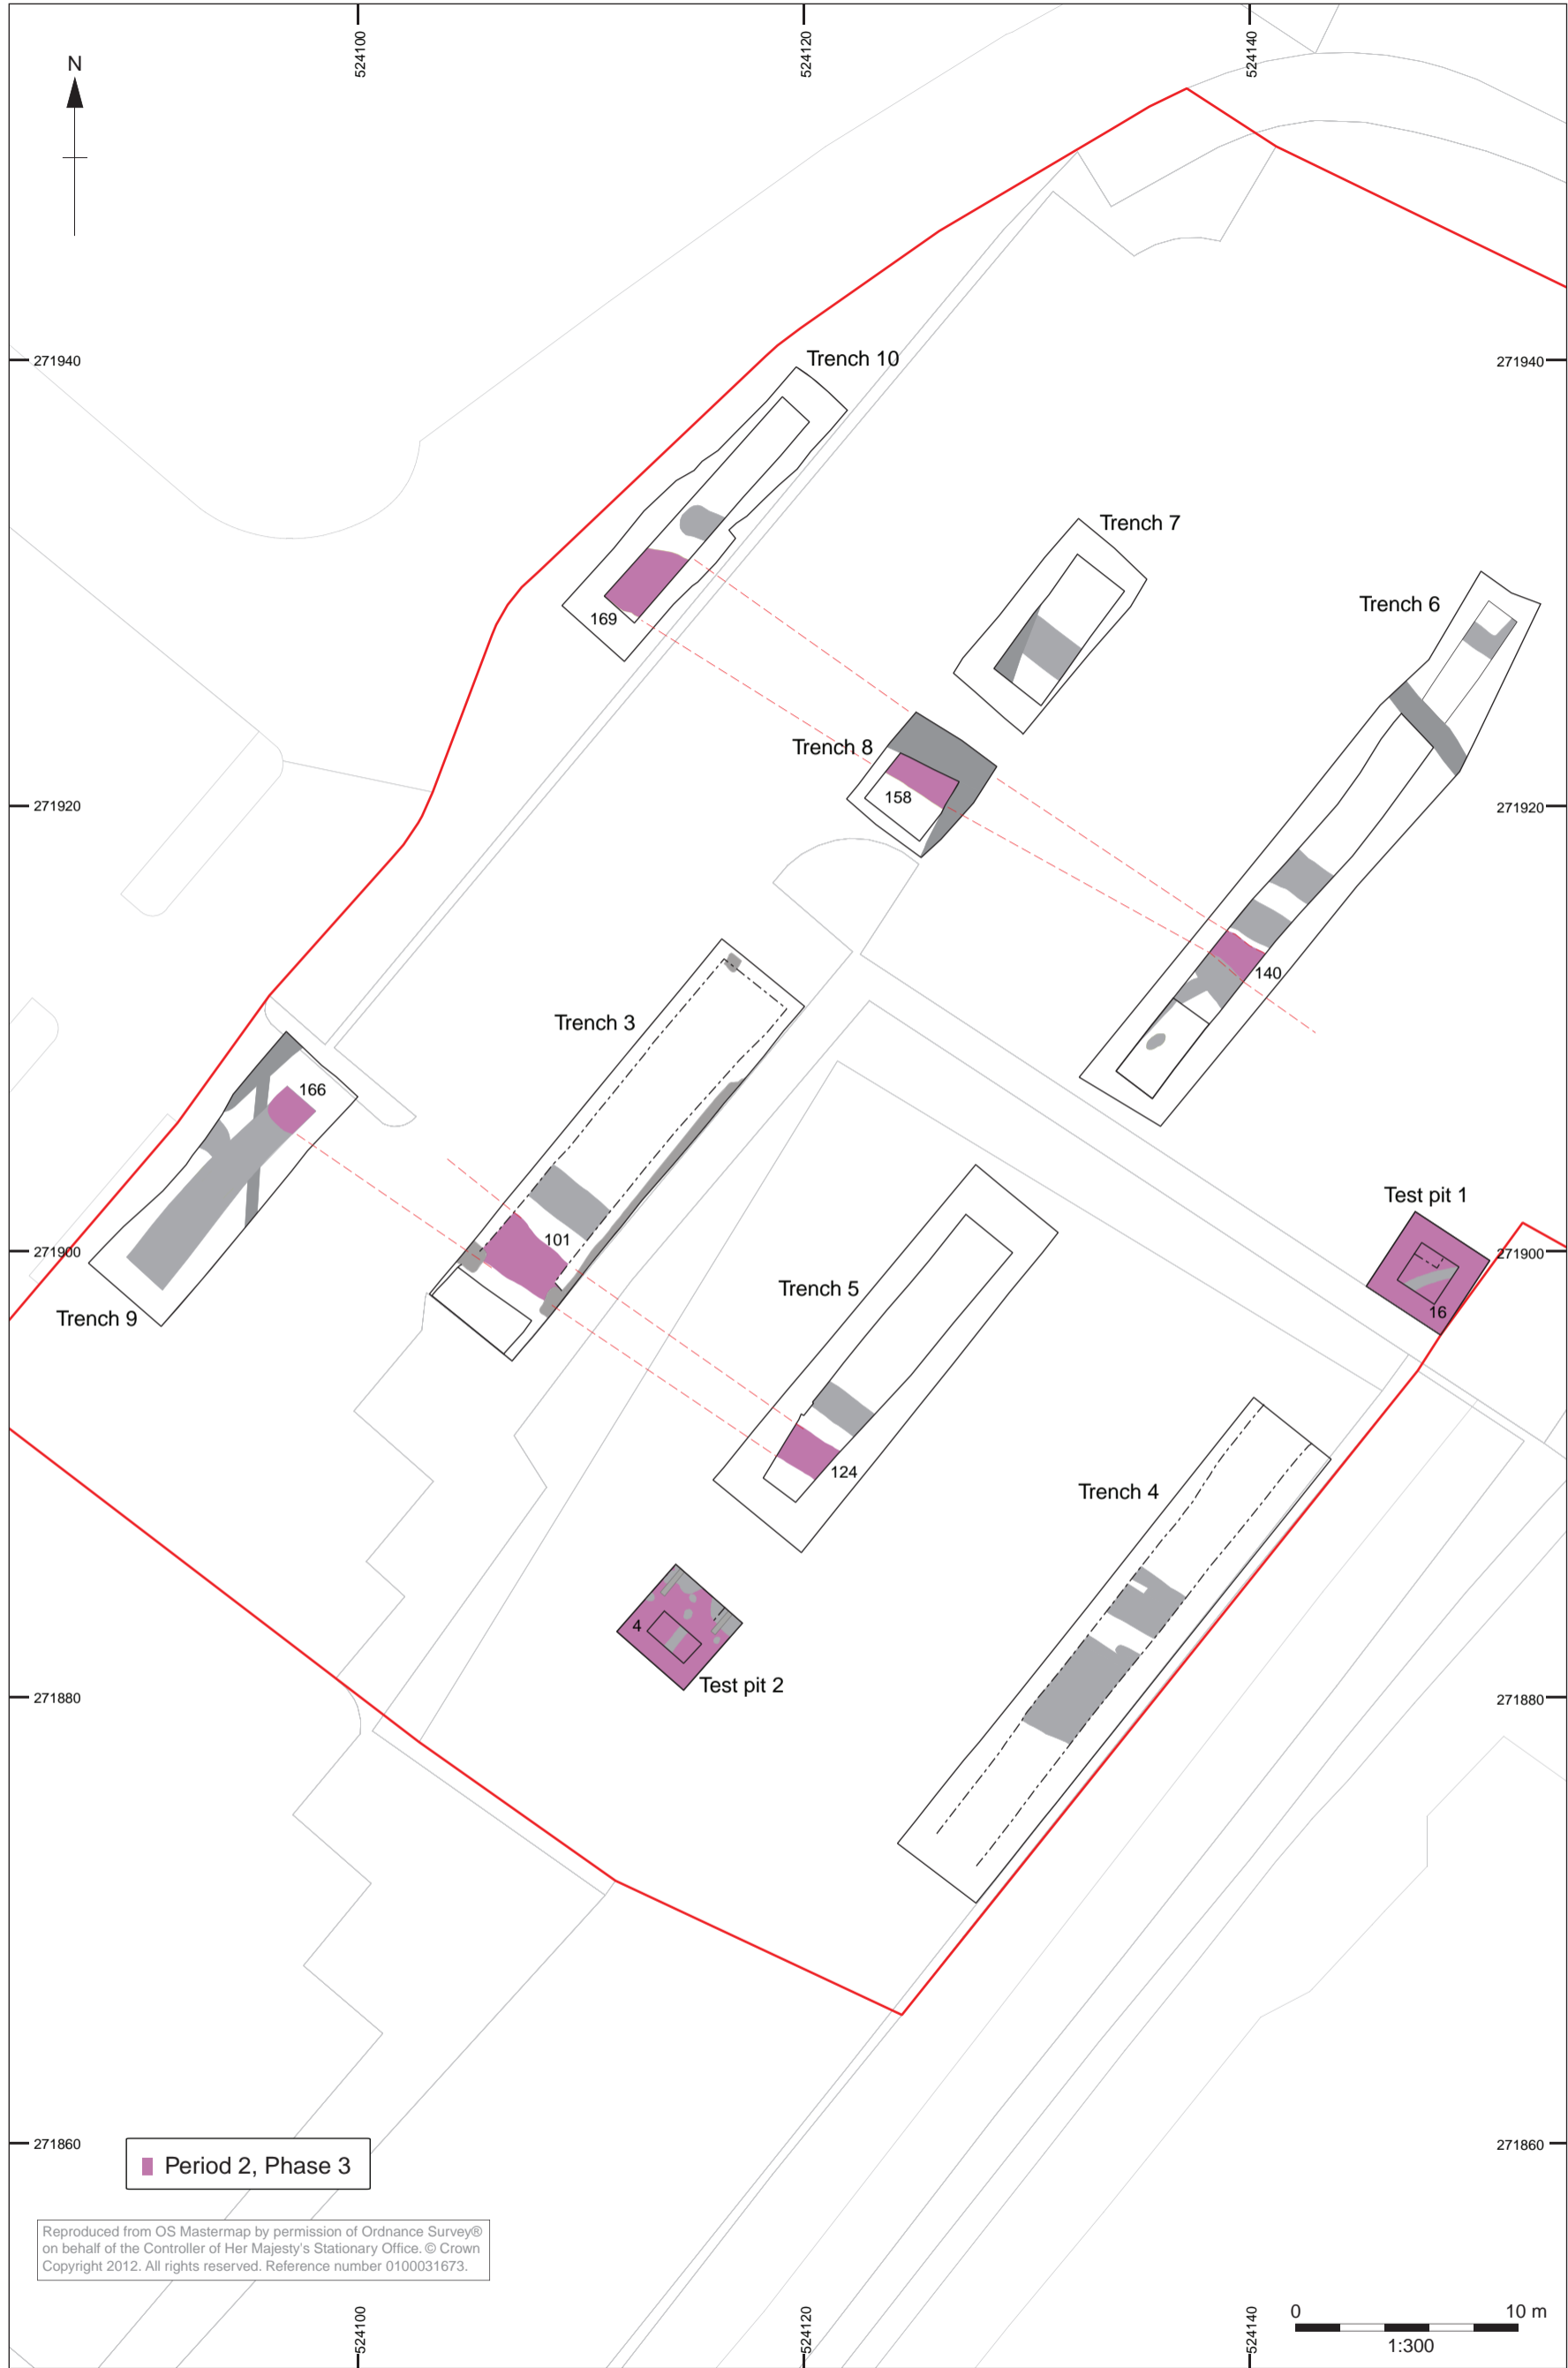 524100
524120
524140
N
271940
271940
Trench 10
Trench 7
Trench 6
169
Trench 8
158
271920
271920
140
Trench 3
166
Test pit 1
101
271900
271900
Trench 5
Trench 9
16
124
Trench 4
4
Test pit 2
271880
271880
271860
271860
Period 2, Phase 3
Reproduced from OS Mastermap by permission of Ordnance Survey®
on behalf of the Controller of Her Majesty's Stationary Office. © Crown
Copyright 2012. All rights reserved. Reference number 0100031673.
524100
524120
524140
0 10 m
1:300